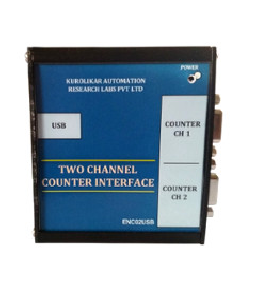 POWER
KUROLIKAR AUTOMATION
RESEARCH LABS PVT LTD
USB
COUNTER
CH 1
TWO CHANNEL
COUNTER INTERFACE
COUNTER
CH 2
ENC02USB